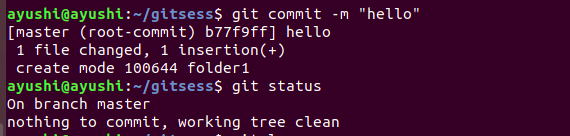 ayushi@ayushi:~/gitsess$ git commit -m "hello"
[master (root-commit) b77f9ff] hello
 1 file changed, 1 insertion(+)
 create mode 100644 folder1
ayushi@ayushi:~/gitsess$ git status
On branch master
nothing to commit, working tree clean